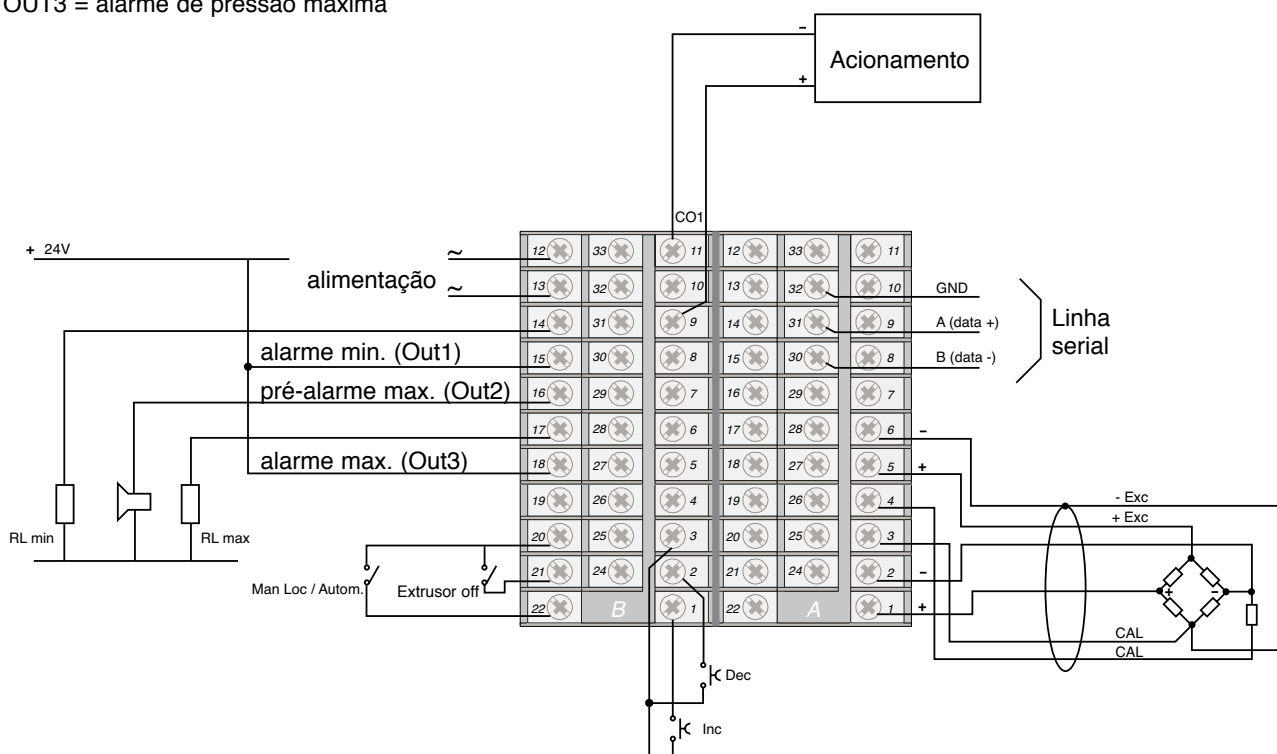 OUT3 = alarme de pressão máxima
Acionamento
−
+
CO1
+ 24V
~
alimentação
~
alarme min. (Out1)
pré-alarme max. (Out2)
alarme max. (Out3)
RL min
RL max
Man Loc / Autom.
Extrusor off
12 33 11 12 33 11
13 32 10 13 32 10
14 31 9 14 31 9
15 30 8 15 30 8
16 29 7 16 29 7
17 28 6 17 28 6
18 27 5 18 27 5
19 26 4 19 26 4
20 25 3 20 25 3
21 24 2 21 24 2
22 B 1 22 A 1
GND
A (data +)
B (data -)
Linha
serial
−
+
- Exc
+ Exc
−
+
+
−
CAL
CAL
Dec
Inc